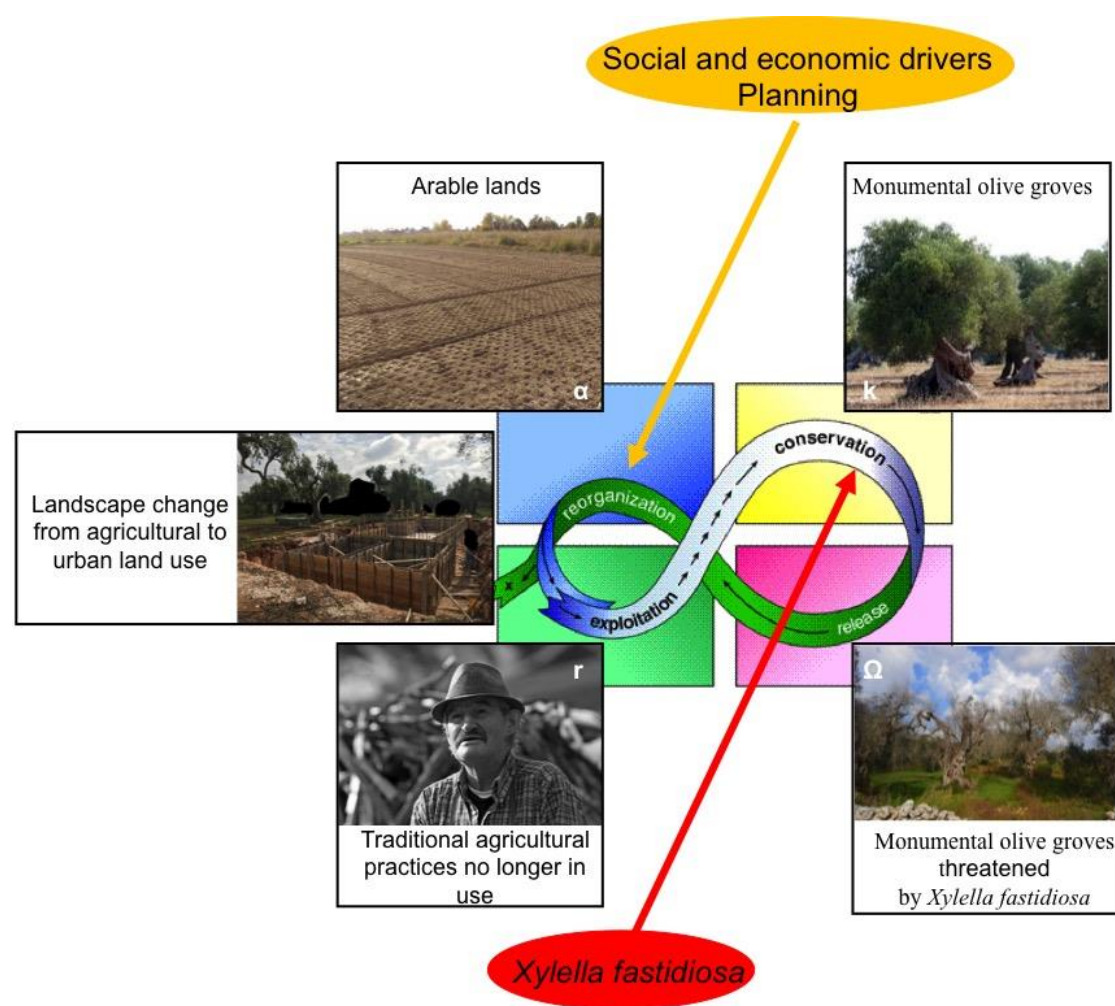 Social and economic drivers
Planning
Arable lands
α
Monumental olive groves
k
Landscape change
from agricultural to
urban land use
reorganization
conservation
x
exploitation
release
r
Traditional agricultural
practices no longer in
use
Ω
Monumental olive groves
threatened
by Xylella fastidiosa
Xylella fastidiosa